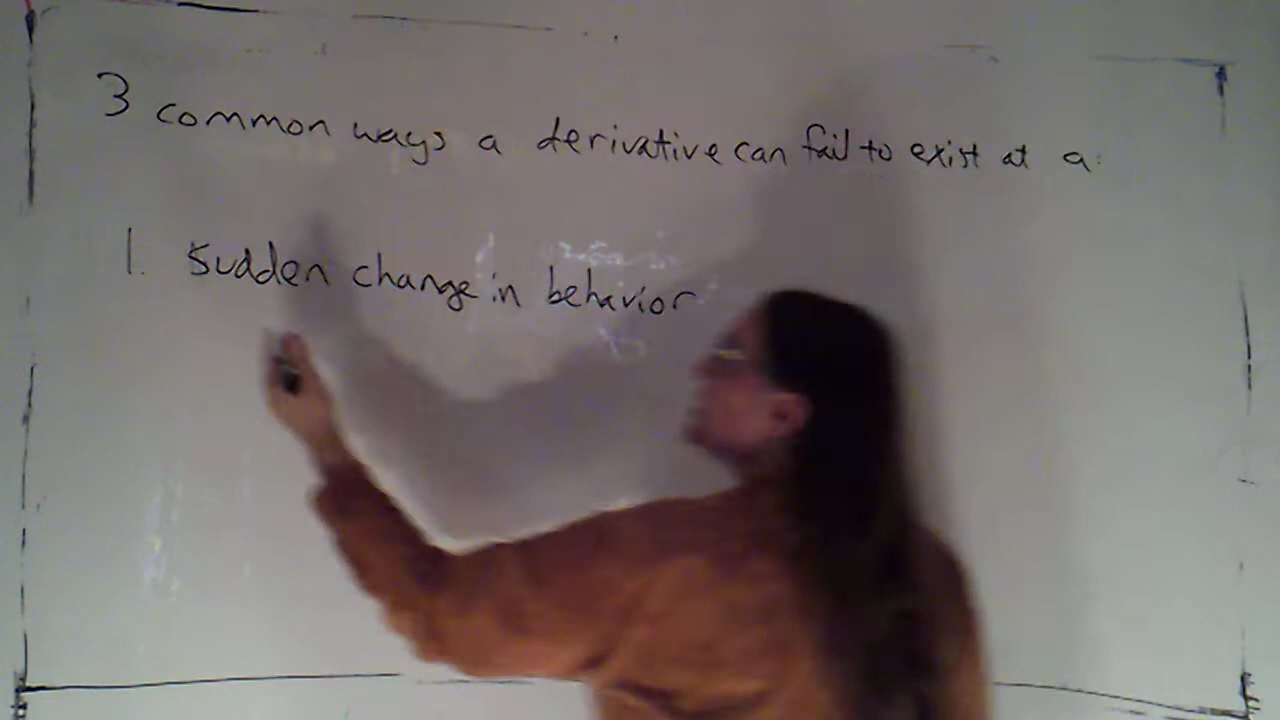 3 common ways a derivative can fail to exist at a:
1. Sudden change in behavior